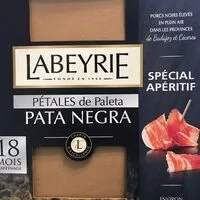 PORCS NOIRS ÉLEVÉS
EN PLEIN AIR
DANS LES PROVINCES
de Badajoz et Cáceres
LABEYRIE
FONDÉ EN 1946
PÉTALES de Paleta
PATA NEGRA
SPÉCIAL
APÉRITIF
18
MOIS
D'AFFINAGE
ENVIRON